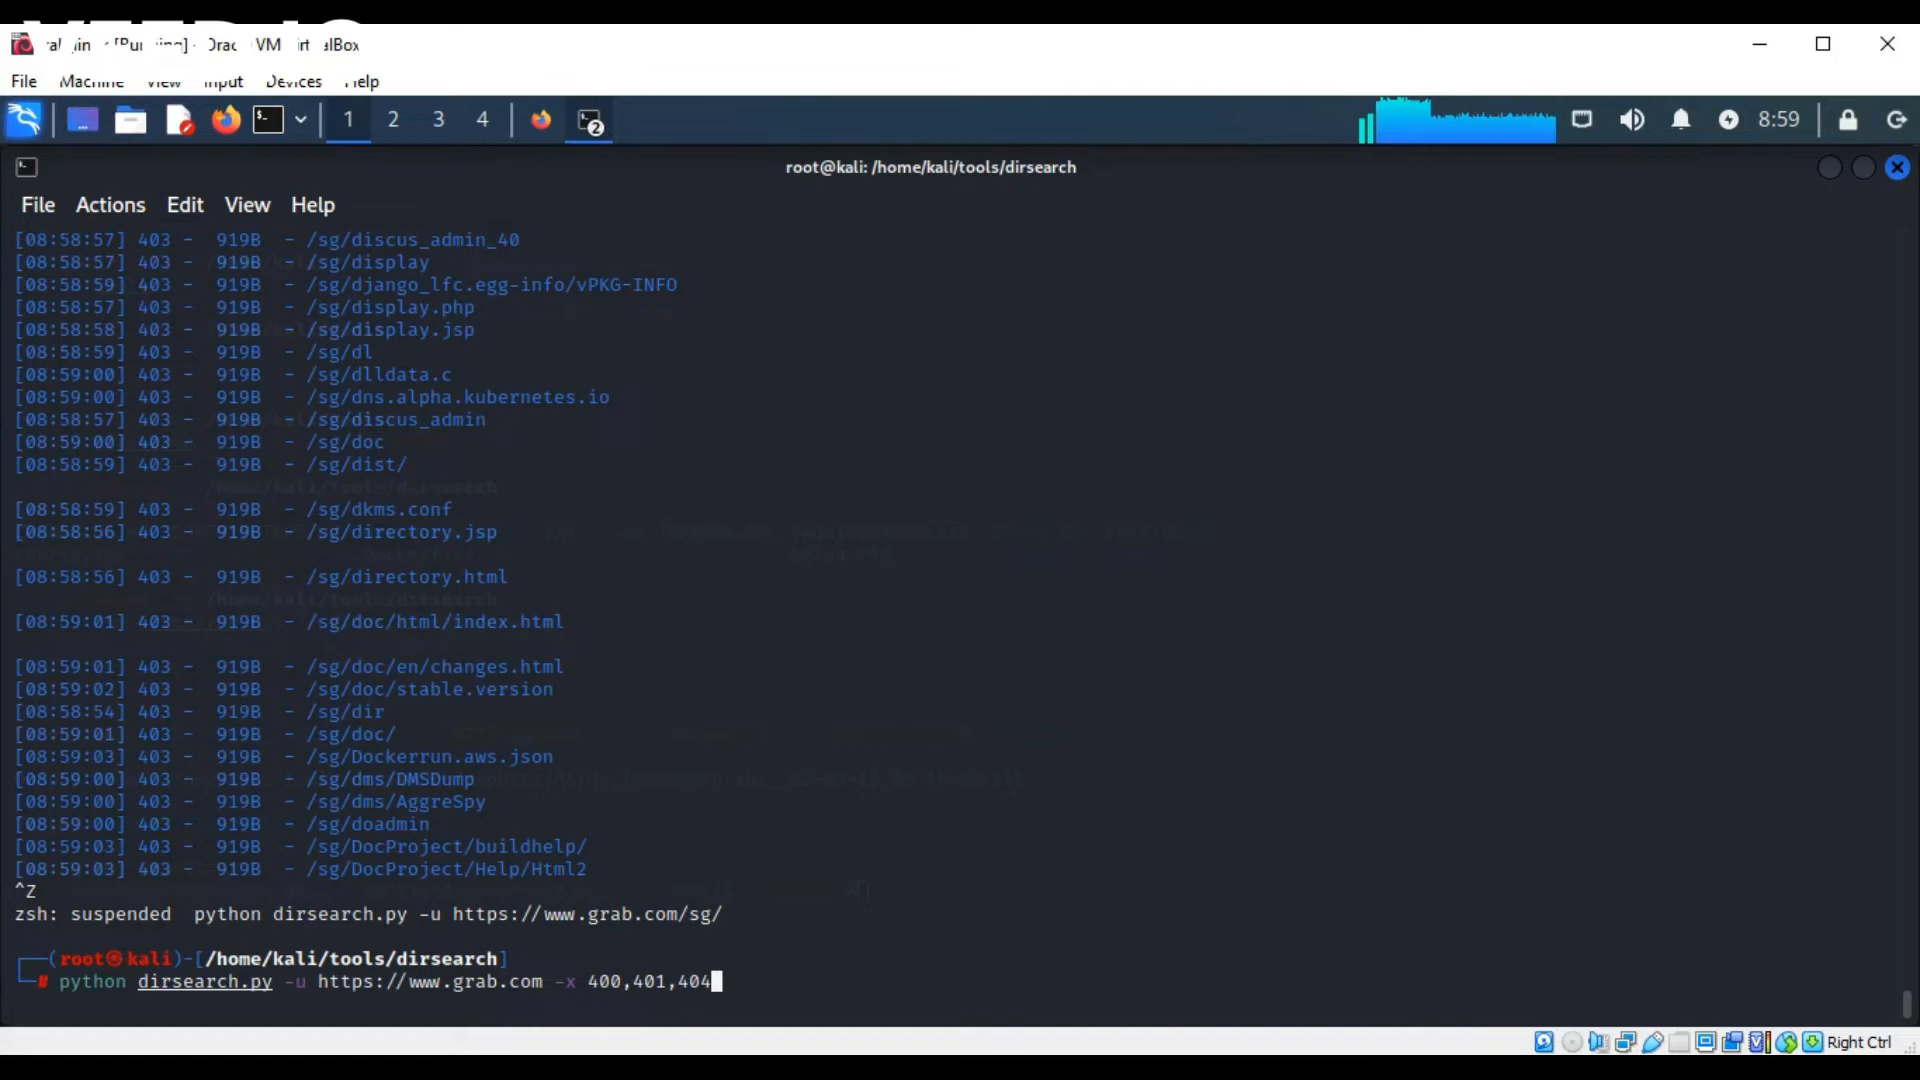 File Machine View Input Devices Help
1 2 3 4 2 8:59
root@kali: /home/kali/tools/dirsearch
File Actions Edit View Help
[08:58:57] 403 - 919B - /sg/discus_admin_40
[08:58:57] 403 - 919B - /sg/display
[08:58:59] 403 - 919B - /sg/django_lfc.egg-info/vPKG-INFO
[08:58:57] 403 - 919B - /sg/display.php
[08:58:58] 403 - 919B - /sg/display.jsp
[08:58:59] 403 - 919B - /sg/dl
[08:59:00] 403 - 919B - /sg/dlldata.c
[08:59:00] 403 - 919B - /sg/dns.alpha.kubernetes.io
[08:58:57] 403 - 919B - /sg/discus_admin
[08:59:00] 403 - 919B - /sg/doc
[08:58:59] 403 - 919B - /sg/dist/
[08:58:59] 403 - 919B - /sg/dkms.conf
[08:58:56] 403 - 919B - /sg/directory.jsp
[08:58:56] 403 - 919B - /sg/directory.html
[08:59:01] 403 - 919B - /sg/doc/html/index.html
[08:59:01] 403 - 919B - /sg/doc/en/changes.html
[08:59:02] 403 - 919B - /sg/doc/stable.version
[08:58:54] 403 - 919B - /sg/dir
[08:59:01] 403 - 919B - /sg/doc/
[08:59:03] 403 - 919B - /sg/Dockerrun.aws.json
[08:59:00] 403 - 919B - /sg/dms/DMSDump
[08:59:00] 403 - 919B - /sg/dms/AggreSpy
[08:59:00] 403 - 919B - /sg/doadmin
[08:59:03] 403 - 919B - /sg/DocProject/buildhelp/
[08:59:03] 403 - 919B - /sg/DocProject/Help/Html2
^Z
zsh: suspended python dirsearch.py -u https://www.grab.com/sg/
(root㉿kali)-[/home/kali/tools/dirsearch]
# python dirsearch.py -u https://www.grab.com -x 400,401,404
Right Ctrl